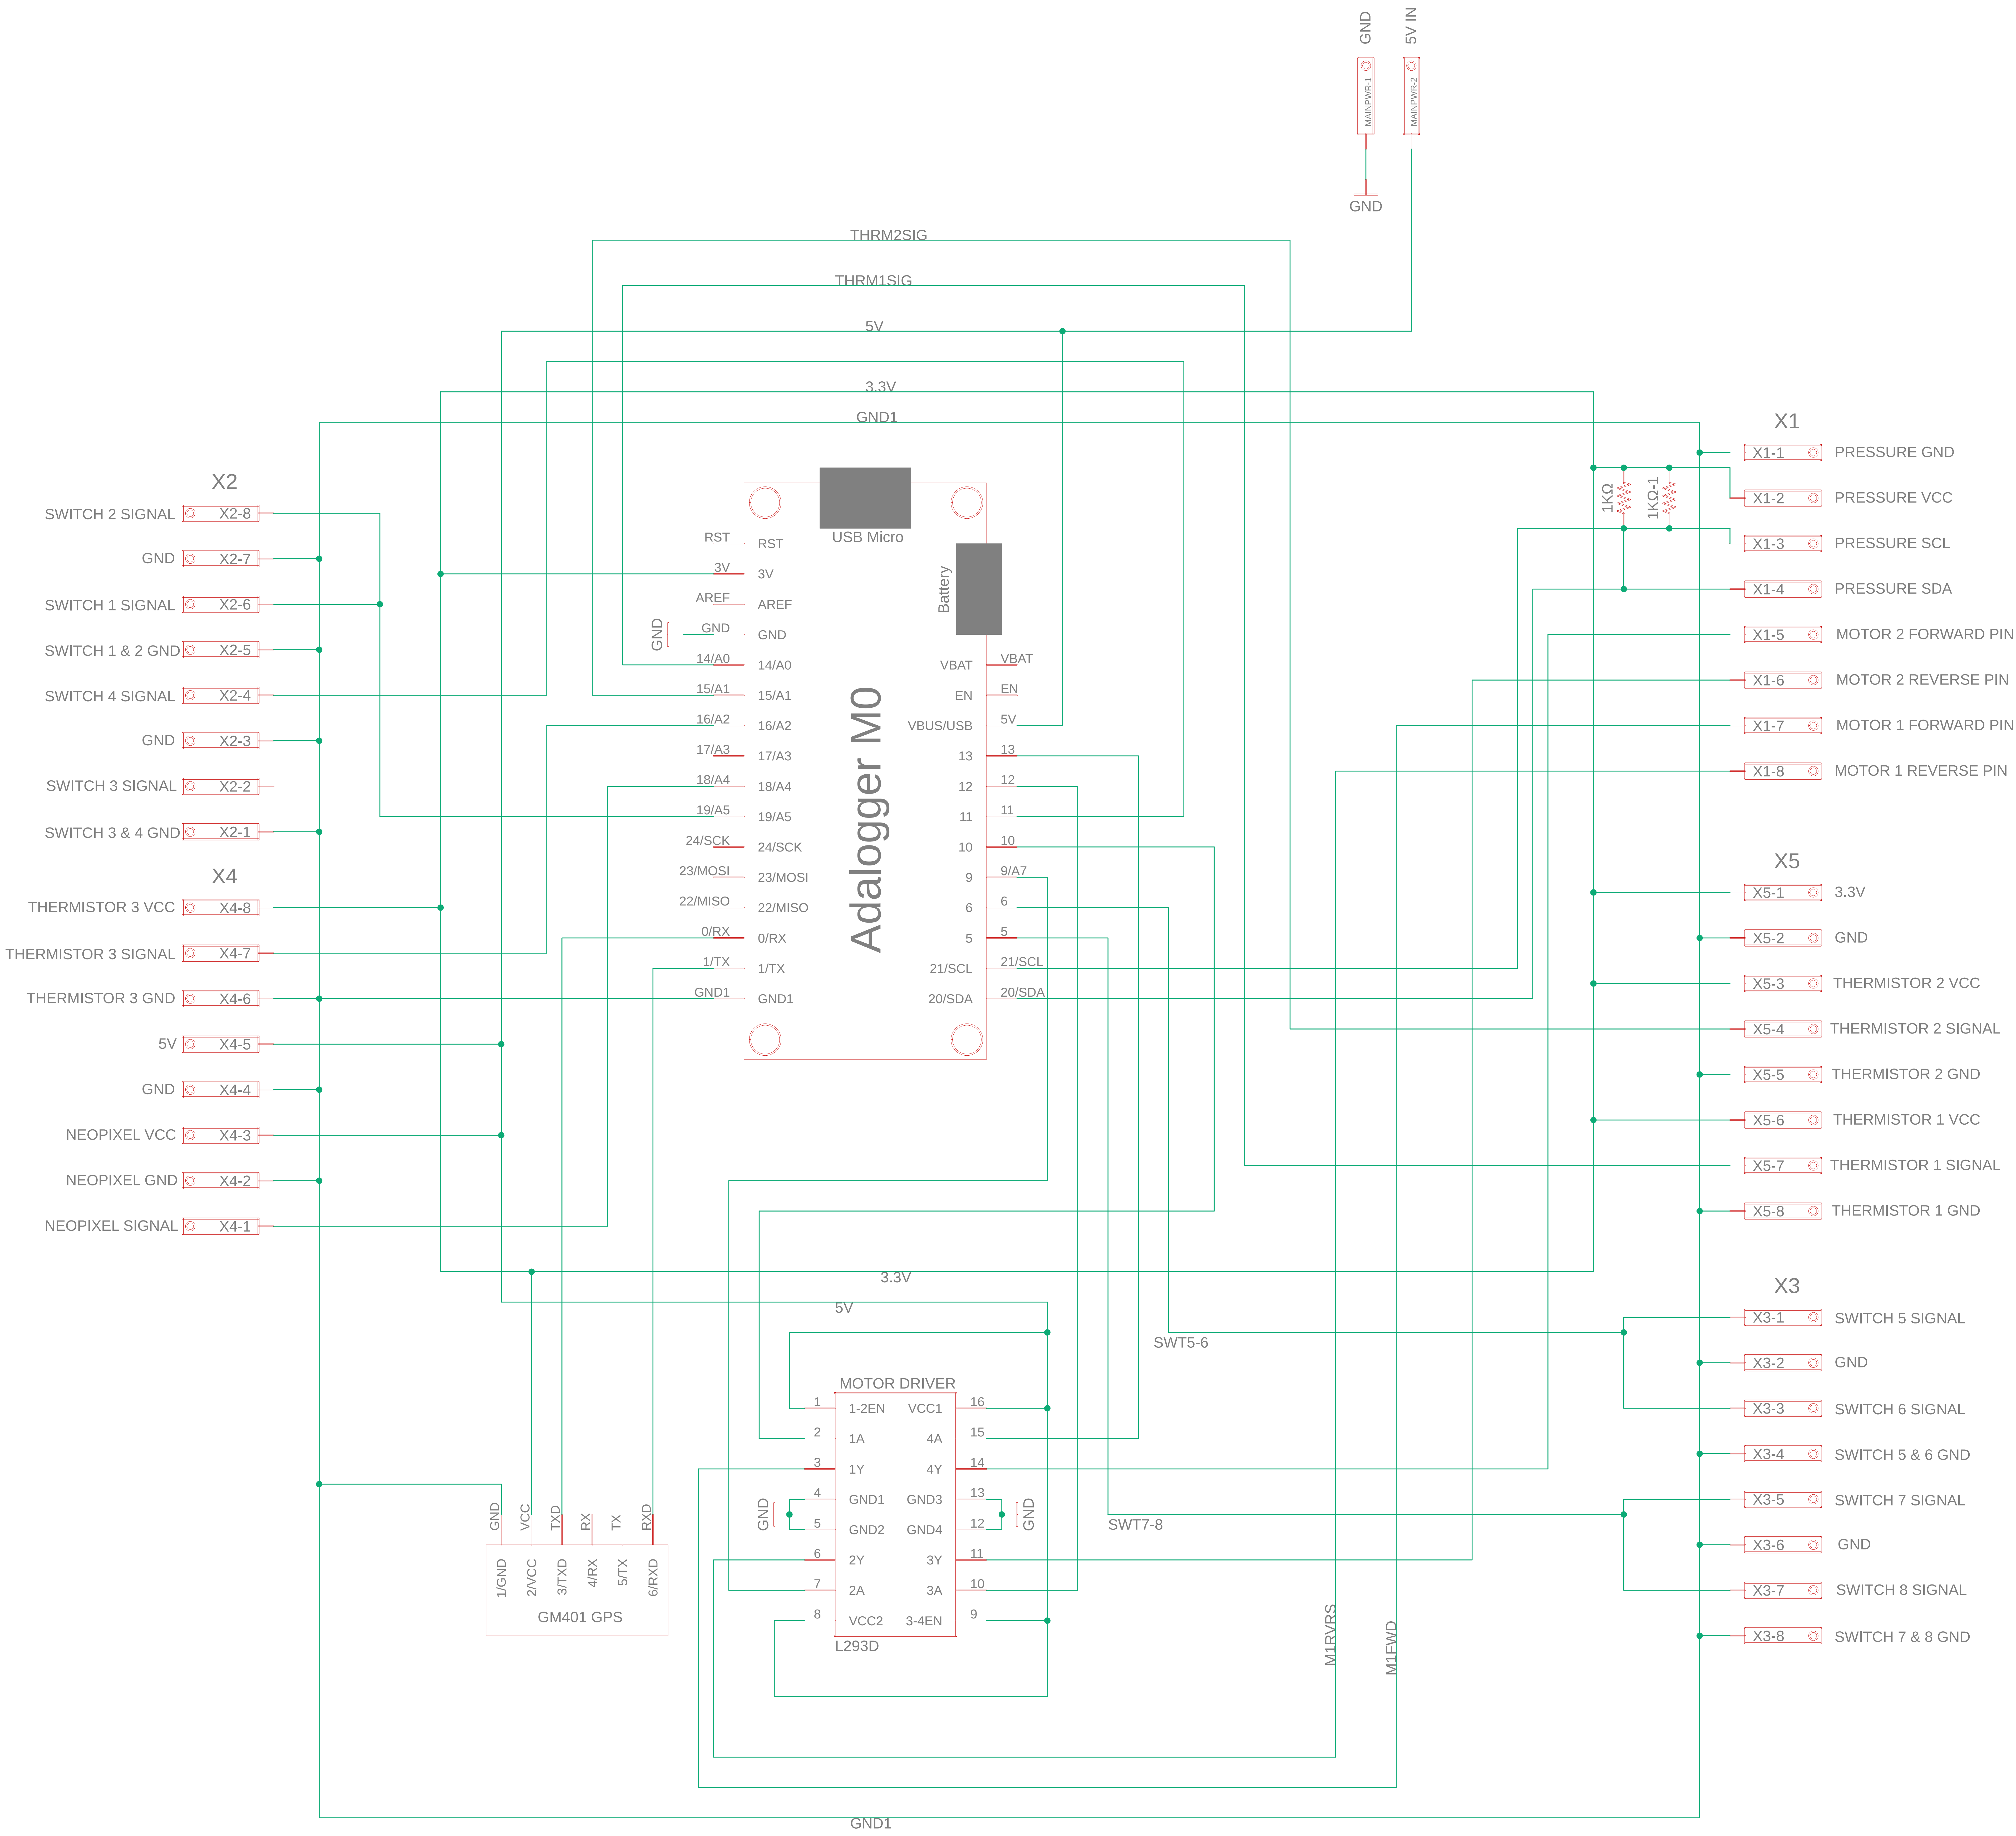 GND
5V IN
MAINPWR-1
MAINPWR-2
GND
THRM2SIG
THRM1SIG
5V
3.3V
GND1
X2
SWITCH 2 SIGNAL X2-8
GND X2-7
SWITCH 1 SIGNAL X2-6
SWITCH 1 & 2 GND X2-5
SWITCH 4 SIGNAL X2-4
GND X2-3
SWITCH 3 SIGNAL X2-2
SWITCH 3 & 4 GND X2-1
X4
THERMISTOR 3 VCC X4-8
THERMISTOR 3 SIGNAL X4-7
THERMISTOR 3 GND X4-6
5V X4-5
GND X4-4
NEOPIXEL VCC X4-3
NEOPIXEL GND X4-2
NEOPIXEL SIGNAL X4-1
USB Micro
Battery
Adalogger M0
GND
RST RST
3V 3V
AREF AREF
GND GND
14/A0 14/A0
15/A1 15/A1
16/A2 16/A2
17/A3 17/A3
18/A4 18/A4
19/A5 19/A5
24/SCK 24/SCK
23/MOSI 23/MOSI
22/MISO 22/MISO
0/RX 0/RX
1/TX 1/TX
GND1 GND1
VBAT VBAT
EN EN
VBUS/USB 5V
13 13
12 12
11 11
10 10
9 9/A7
6 6
5 5
21/SCL 21/SCL
20/SDA 20/SDA
X1
1KΩ
1KΩ-1
X1-1 PRESSURE GND
X1-2 PRESSURE VCC
X1-3 PRESSURE SCL
X1-4 PRESSURE SDA
X1-5 MOTOR 2 FORWARD PIN
X1-6 MOTOR 2 REVERSE PIN
X1-7 MOTOR 1 FORWARD PIN
X1-8 MOTOR 1 REVERSE PIN
X5
X5-1 3.3V
X5-2 GND
X5-3 THERMISTOR 2 VCC
X5-4 THERMISTOR 2 SIGNAL
X5-5 THERMISTOR 2 GND
X5-6 THERMISTOR 1 VCC
X5-7 THERMISTOR 1 SIGNAL
X5-8 THERMISTOR 1 GND
X3
X3-1 SWITCH 5 SIGNAL
X3-2 GND
X3-3 SWITCH 6 SIGNAL
X3-4 SWITCH 5 & 6 GND
X3-5 SWITCH 7 SIGNAL
X3-6 GND
X3-7 SWITCH 8 SIGNAL
X3-8 SWITCH 7 & 8 GND
3.3V
5V
SWT5-6
SWT7-8
MOTOR DRIVER
1 1-2EN VCC1 16
2 1A 4A 15
3 1Y 4Y 14
4 GND1 GND3 13
5 GND2 GND4 12
6 2Y 3Y 11
7 2A 3A 10
8 VCC2 3-4EN 9
L293D
GND
GND
GND
VCC
TXD
RX
TX
RXD
1/GND
2/VCC
3/TXD
4/RX
5/TX
6/RXD
GM401 GPS
M1RVRS
M1FWD
GND1